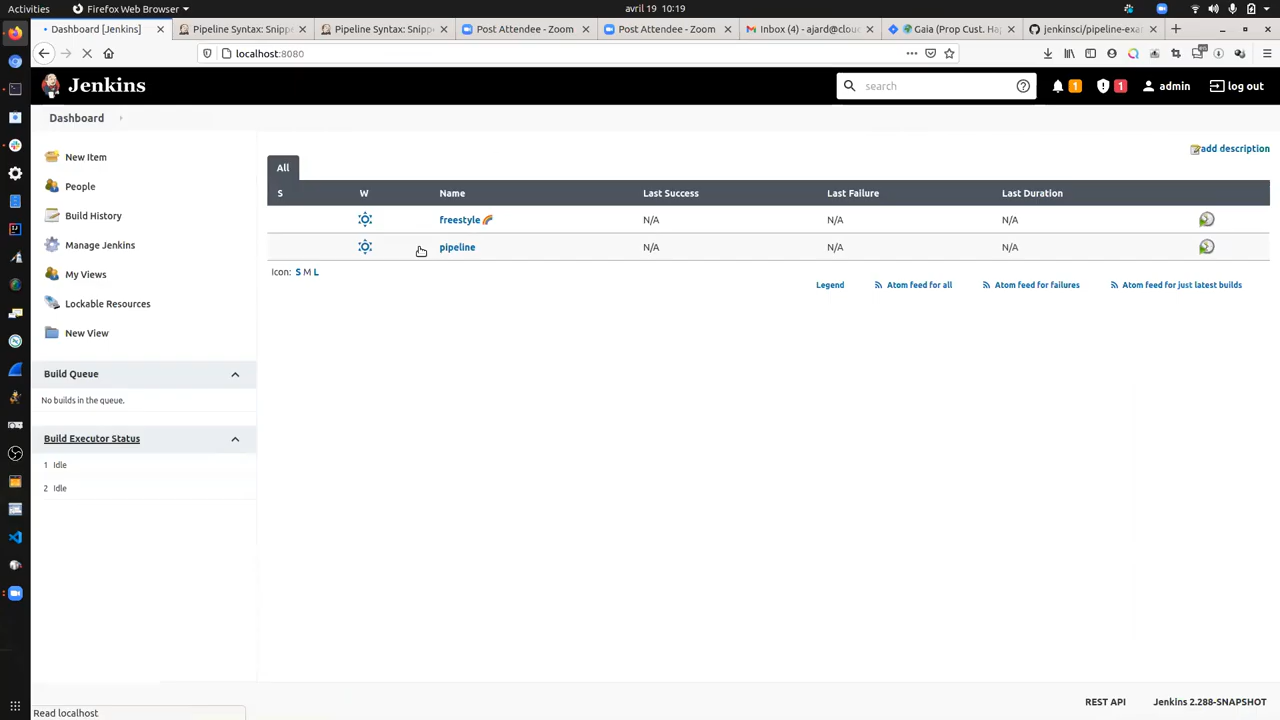 Activities
Firefox Web Browser
avril 19 10:19
Dashboard [Jenkins]
Pipeline Syntax: Snippe
Pipeline Syntax: Snippe
Post Attendee - Zoom
Post Attendee - Zoom
Inbox (4) - ajard@clou
Gaia (Prop Cust. Ha
jenkinsci/pipeline-exa
localhost:8080
Jenkins
search
1
1
admin
log out
Dashboard
add description
New Item
People
Build History
Manage Jenkins
My Views
Lockable Resources
New View
Build Queue
No builds in the queue.
Build Executor Status
1 Idle
2 Idle
All
S W Name Last Success Last Failure Last Duration
freestyle N/A N/A N/A
pipeline N/A N/A N/A
Icon: S M L
Legend Atom feed for all Atom feed for failures Atom feed for just latest builds
REST API Jenkins 2.288-SNAPSHOT
Read localhost